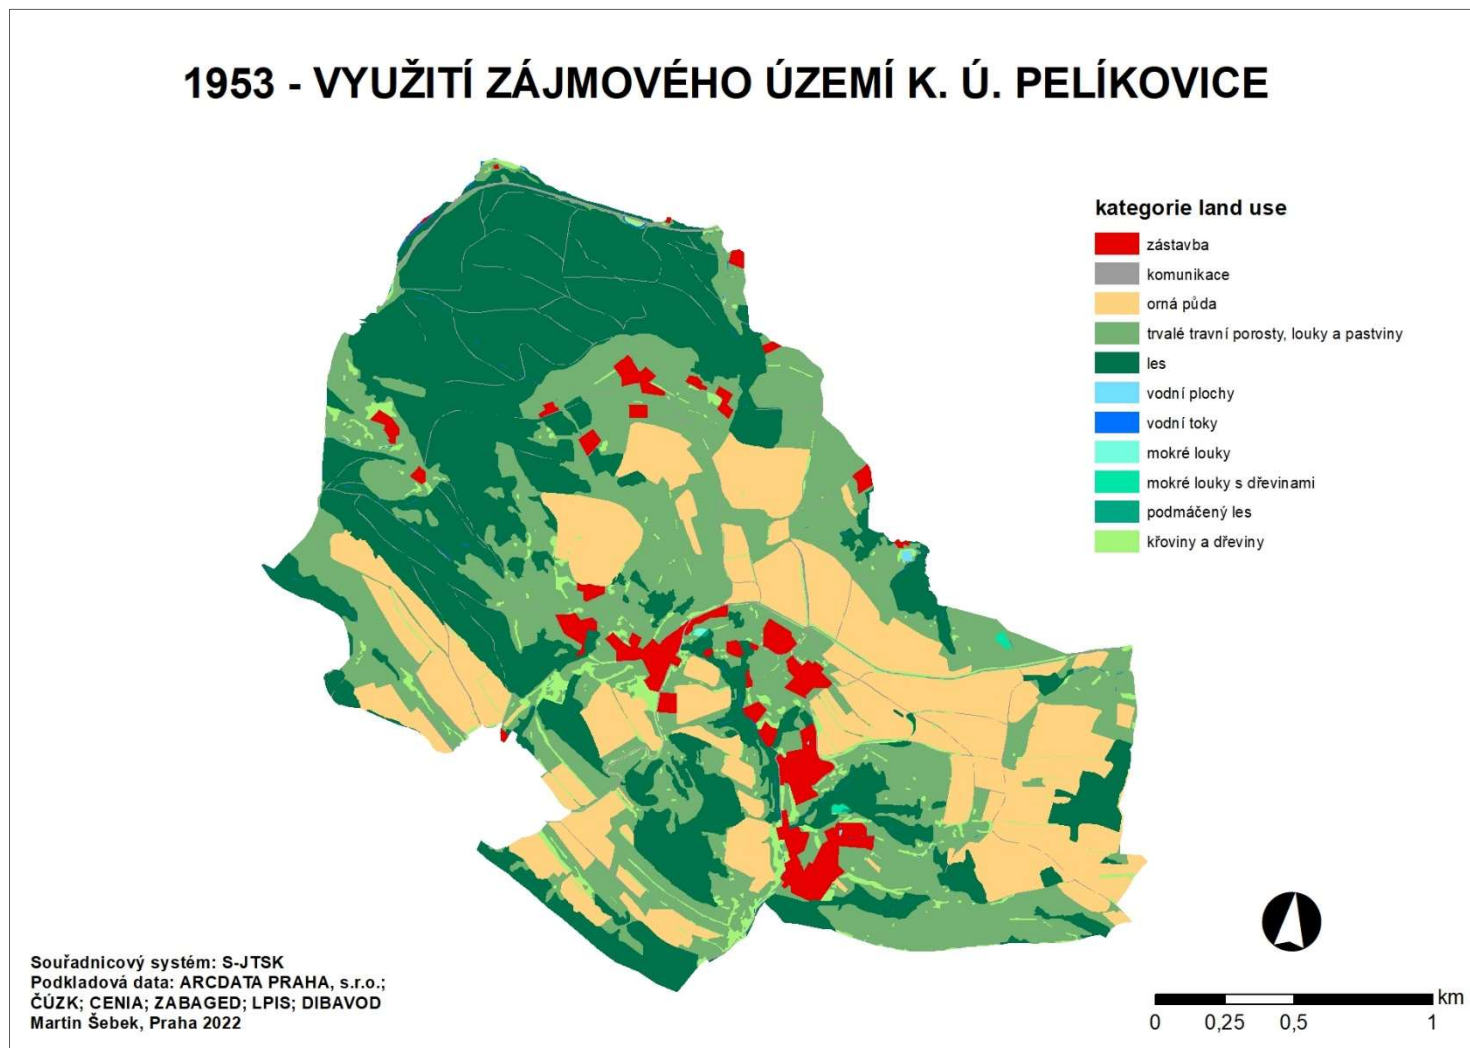 1953 - VYUŽITÍ ZÁJMOVÉHO ÚZEMÍ K. Ú. PELÍKOVICE
kategorie land use
zástavba
komunikace
orná půda
trvalé travní porosty, louky a pastviny
les
vodní plochy
vodní toky
mokré louky
mokré louky s dřevinami
podmáčený les
křoviny a dřeviny
Souřadnicový systém: S-JTSK
Podkladová data: ARCDATA PRAHA, s.r.o.;
ČÚZK; CENIA; ZABAGED; LPIS; DIBAVOD
Martin Šebek, Praha 2022
km
0 0,25 0,5 1